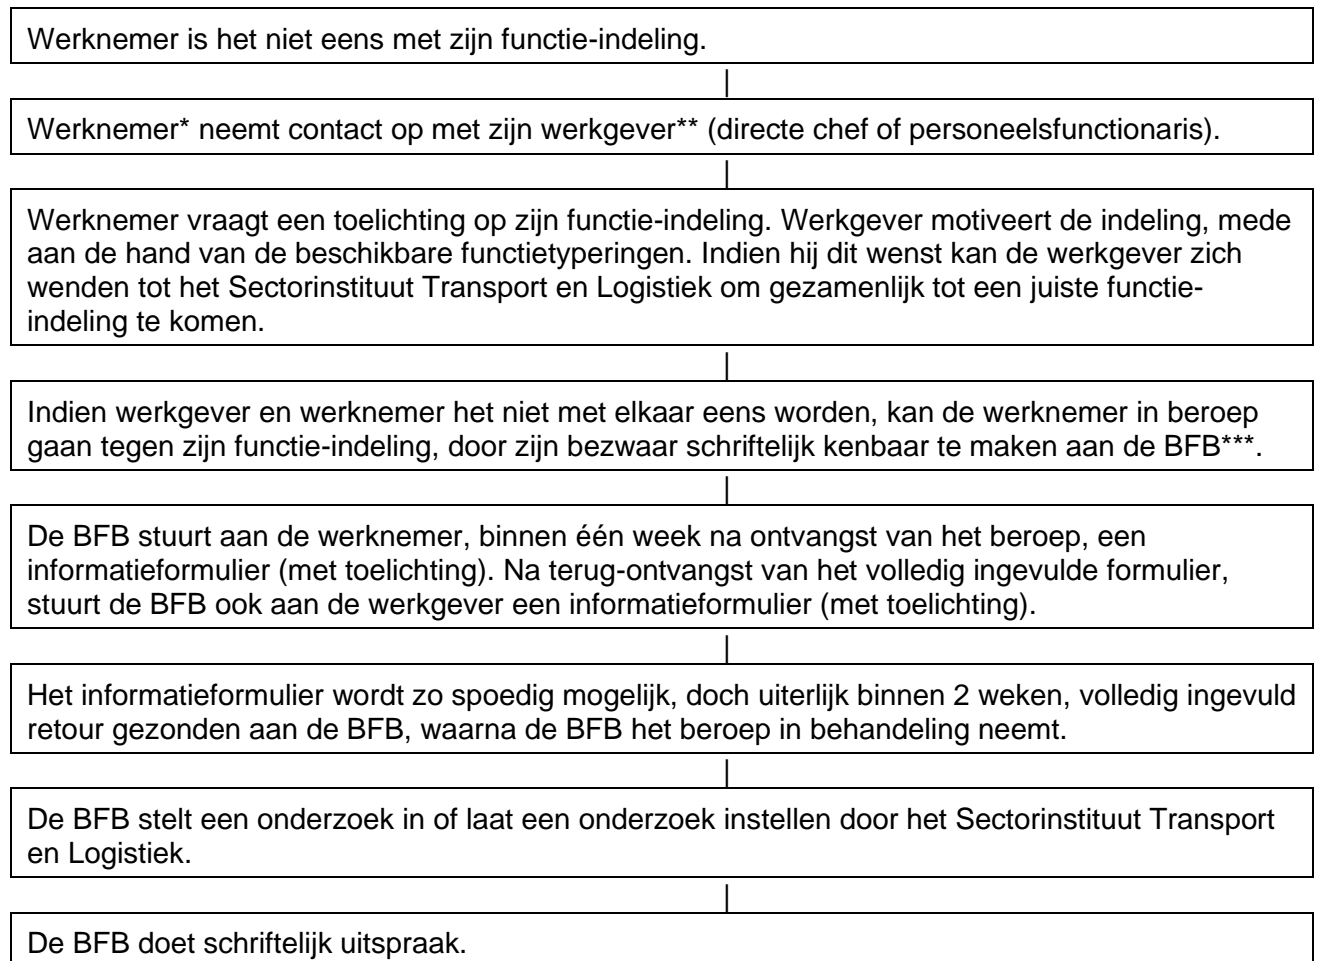 Werknemer is het niet eens met zijn functie-indeling.
Werknemer* neemt contact op met zijn werkgever** (directe chef of personeelsfunctionaris).
Werknemer vraagt een toelichting op zijn functie-indeling. Werkgever motiveert de indeling, mede
aan de hand van de beschikbare functietyperingen. Indien hij dit wenst kan de werkgever zich
wenden tot het Sectorinstituut Transport en Logistiek om gezamenlijk tot een juiste functie-
indeling te komen.
Indien werkgever en werknemer het niet met elkaar eens worden, kan de werknemer in beroep
gaan tegen zijn functie-indeling, door zijn bezwaar schriftelijk kenbaar te maken aan de BFB***.
De BFB stuurt aan de werknemer, binnen één week na ontvangst van het beroep, een
informatieformulier (met toelichting). Na terug-ontvangst van het volledig ingevulde formulier,
stuurt de BFB ook aan de werkgever een informatieformulier (met toelichting).
Het informatieformulier wordt zo spoedig mogelijk, doch uiterlijk binnen 2 weken, volledig ingevuld
retour gezonden aan de BFB, waarna de BFB het beroep in behandeling neemt.
De BFB stelt een onderzoek in of laat een onderzoek instellen door het Sectorinstituut Transport
en Logistiek.
De BFB doet schriftelijk uitspraak.